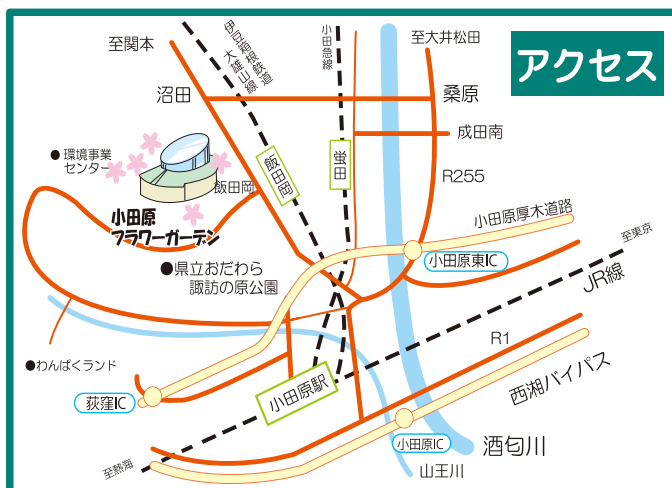 アクセス
至関本
伊豆箱根鉄道
大雄山線
小田急線
至大井松田
沼田
桑原
成田南
●環境事業
センター
飯田岡
飯田岡
蛍田
R255
小田原
フラワーガーデン
小田原厚木道路
●県立おだわら
諏訪の原公園
小田原東IC
至東京
JR線
●わんぱくランド
R1
荻窪IC
小田原駅
西湘バイパス
小田原IC
酒匂川
至熱海
山王川